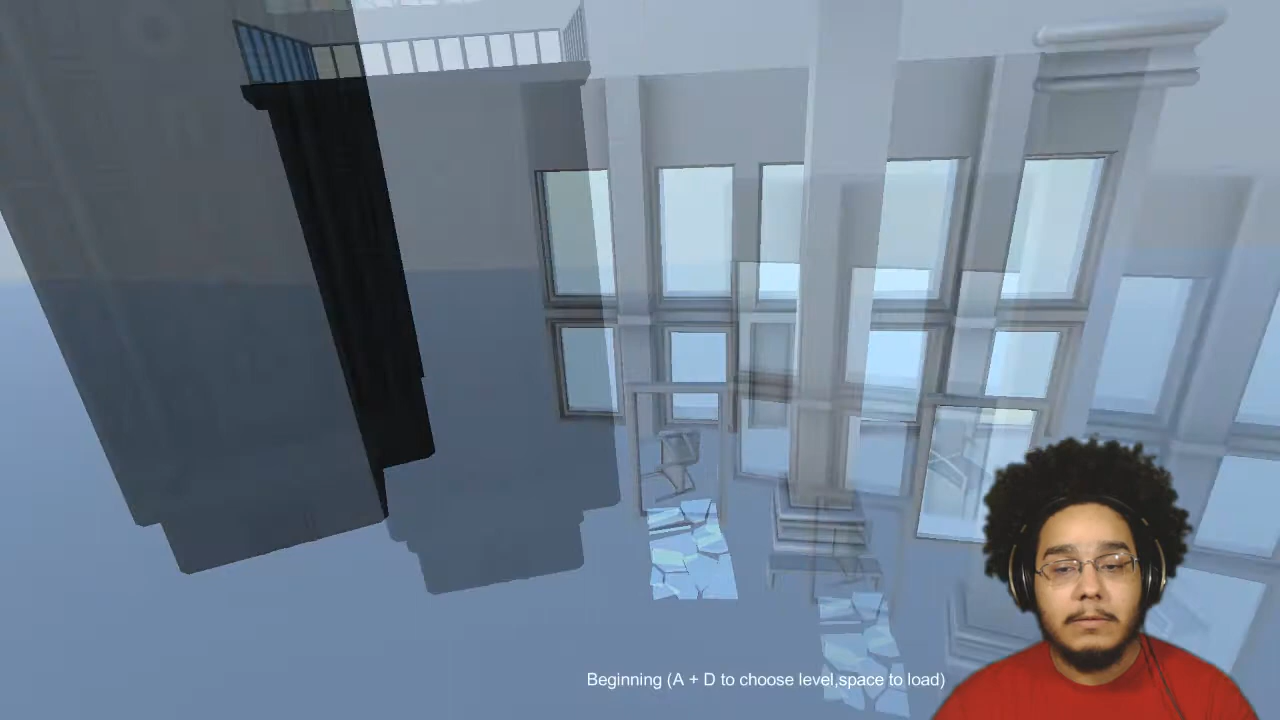 Beginning (A + D to choose level,space to load)